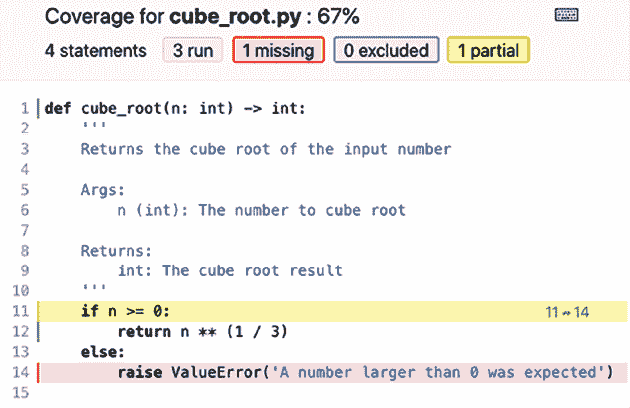 Coverage for cube_root.py : 67%
4 statements 3 run 1 missing 0 excluded 1 partial
1 def cube_root(n: int) -> int:
2 '''
3 Returns the cube root of the input number
4
5 Args:
6 n (int): The number to cube root
7
8 Returns:
9 int: The cube root result
10 '''
11 if n >= 0: 11↛14
12 return n ** (1 / 3)
13 else:
14 raise ValueError('A number larger than 0 was expected')
15